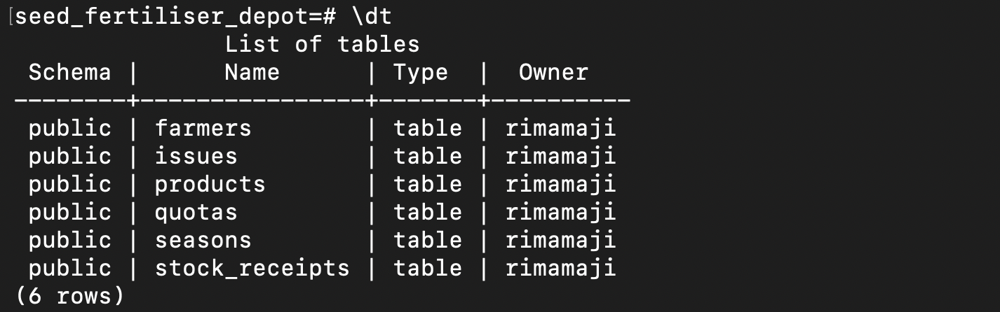 [seed_fertiliser_depot=# \dt
               List of tables
 Schema |      Name      | Type  |  Owner
--------+----------------+-------+----------
 public | farmers        | table | rimamaji
 public | issues         | table | rimamaji
 public | products       | table | rimamaji
 public | quotas         | table | rimamaji
 public | seasons        | table | rimamaji
 public | stock_receipts | table | rimamaji
(6 rows)